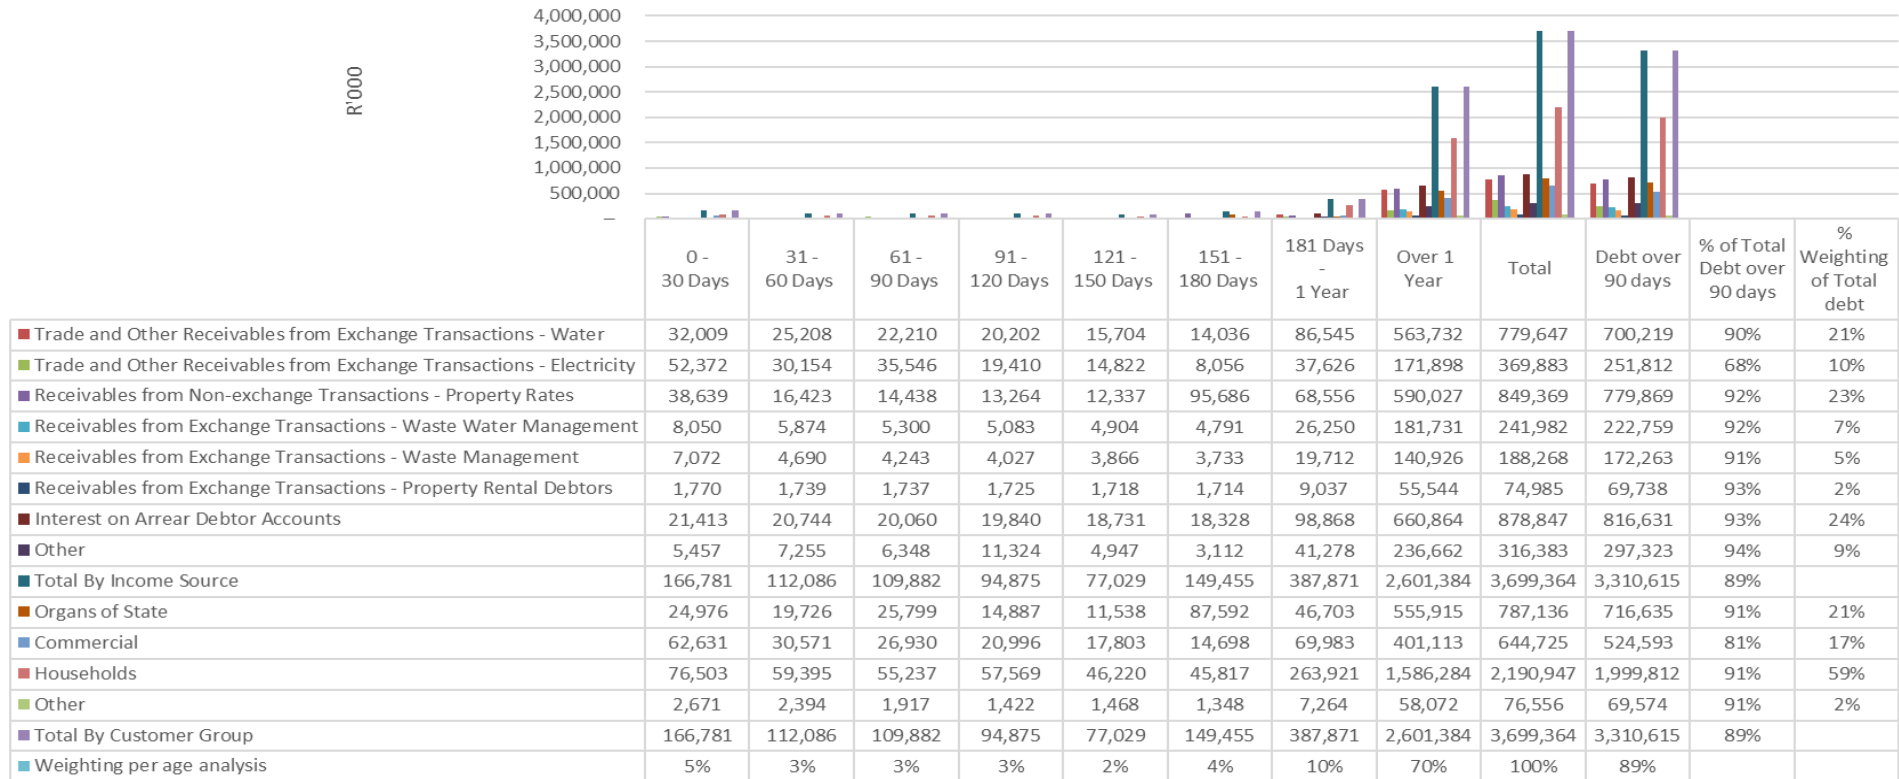 4,000,000
3,500,000
3,000,000
2,500,000
2,000,000
1,500,000
1,000,000
500,000
–
R'000
0 - 30 Days 31 - 60 Days 61 - 90 Days 91 - 120 Days 121 - 150 Days 151 - 180 Days 181 Days - 1 Year Over 1 Year Total Debt over 90 days % of Total Debt over 90 days % Weighting of Total debt
Trade and Other Receivables from Exchange Transactions - Water 32,009 25,208 22,210 20,202 15,704 14,036 86,545 563,732 779,647 700,219 90% 21%
Trade and Other Receivables from Exchange Transactions - Electricity 52,372 30,154 35,546 19,410 14,822 8,056 37,626 171,898 369,883 251,812 68% 10%
Receivables from Non-exchange Transactions - Property Rates 38,639 16,423 14,438 13,264 12,337 95,686 68,556 590,027 849,369 779,869 92% 23%
Receivables from Exchange Transactions - Waste Water Management 8,050 5,874 5,300 5,083 4,904 4,791 26,250 181,731 241,982 222,759 92% 7%
Receivables from Exchange Transactions - Waste Management 7,072 4,690 4,243 4,027 3,866 3,733 19,712 140,926 188,268 172,263 91% 5%
Receivables from Exchange Transactions - Property Rental Debtors 1,770 1,739 1,737 1,725 1,718 1,714 9,037 55,544 74,985 69,738 93% 2%
Interest on Arrear Debtor Accounts 21,413 20,744 20,060 19,840 18,731 18,328 98,868 660,864 878,847 816,631 93% 24%
Other 5,457 7,255 6,348 11,324 4,947 3,112 41,278 236,662 316,383 297,323 94% 9%
Total By Income Source 166,781 112,086 109,882 94,875 77,029 149,455 387,871 2,601,384 3,699,364 3,310,615 89%
Organs of State 24,976 19,726 25,799 14,887 11,538 87,592 46,703 555,915 787,136 716,635 91% 21%
Commercial 62,631 30,571 26,930 20,996 17,803 14,698 69,983 401,113 644,725 524,593 81% 17%
Households 76,503 59,395 55,237 57,569 46,220 45,817 263,921 1,586,284 2,190,947 1,999,812 91% 59%
Other 2,671 2,394 1,917 1,422 1,468 1,348 7,264 58,072 76,556 69,574 91% 2%
Total By Customer Group 166,781 112,086 109,882 94,875 77,029 149,455 387,871 2,601,384 3,699,364 3,310,615 89%
Weighting per age analysis 5% 3% 3% 3% 2% 4% 10% 70% 100% 89%